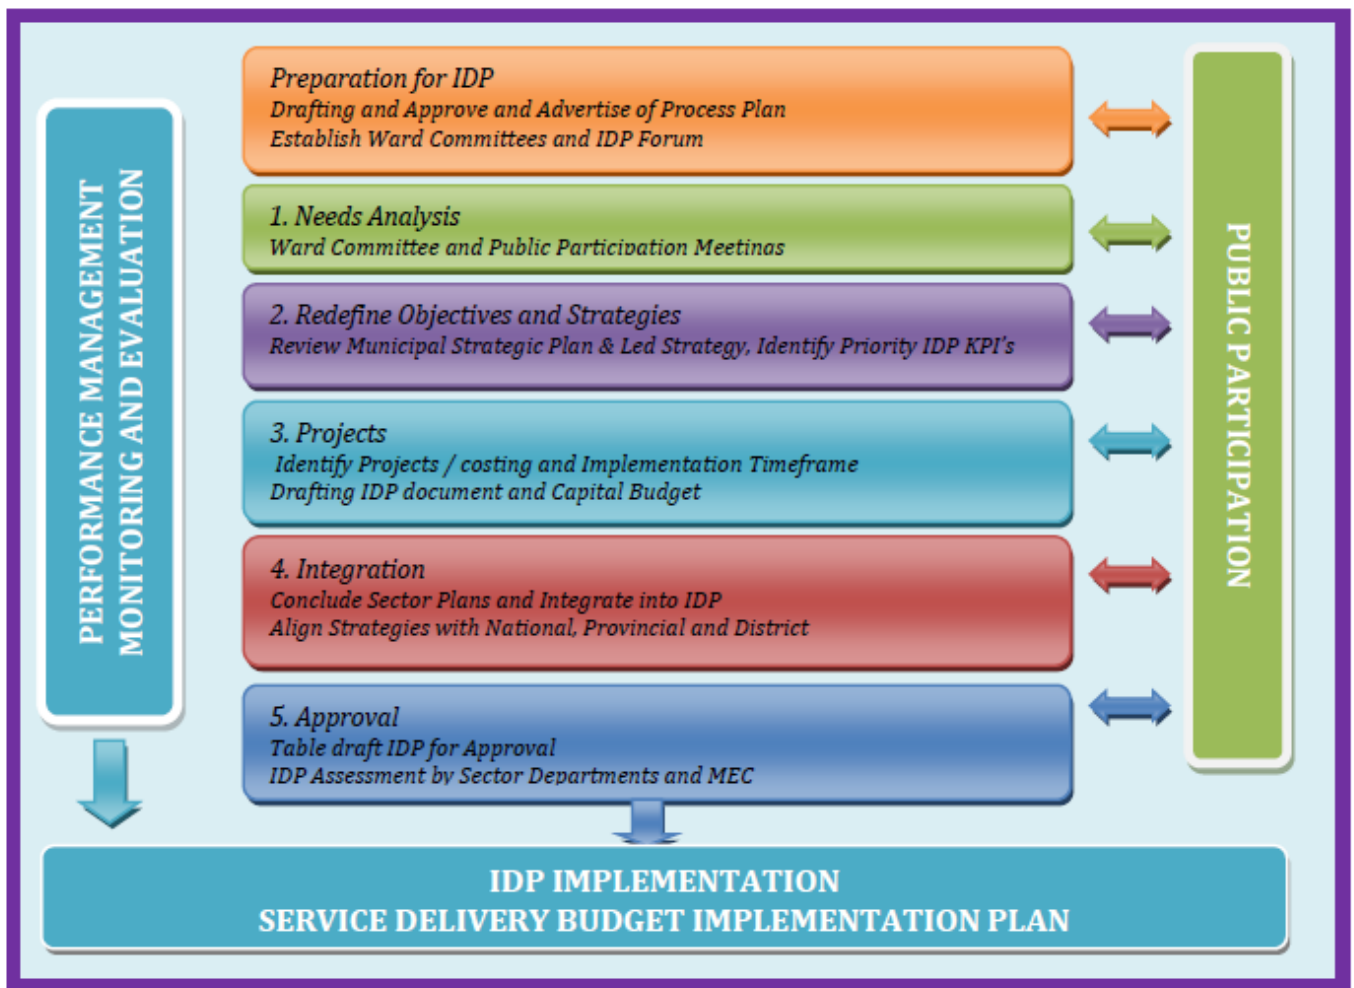 PERFORMANCE MANAGEMENT
MONITORING AND EVALUATION
Preparation for IDP
Drafting and Approve and Advertise of Process Plan
Establish Ward Committees and IDP Forum
1. Needs Analysis
Ward Committee and Public Participation Meetings
2. Redefine Objectives and Strategies
Review Municipal Strategic Plan & Led Strategy, Identify Priority IDP KPI's
3. Projects
Identify Projects / costing and Implementation Timeframe
Drafting IDP document and Capital Budget
4. Integration
Conclude Sector Plans and Integrate into IDP
Align Strategies with National, Provincial and District
5. Approval
Table draft IDP for Approval
IDP Assessment by Sector Departments and MEC
PUBLIC PARTICIPATION
IDP IMPLEMENTATION
SERVICE DELIVERY BUDGET IMPLEMENTATION PLAN